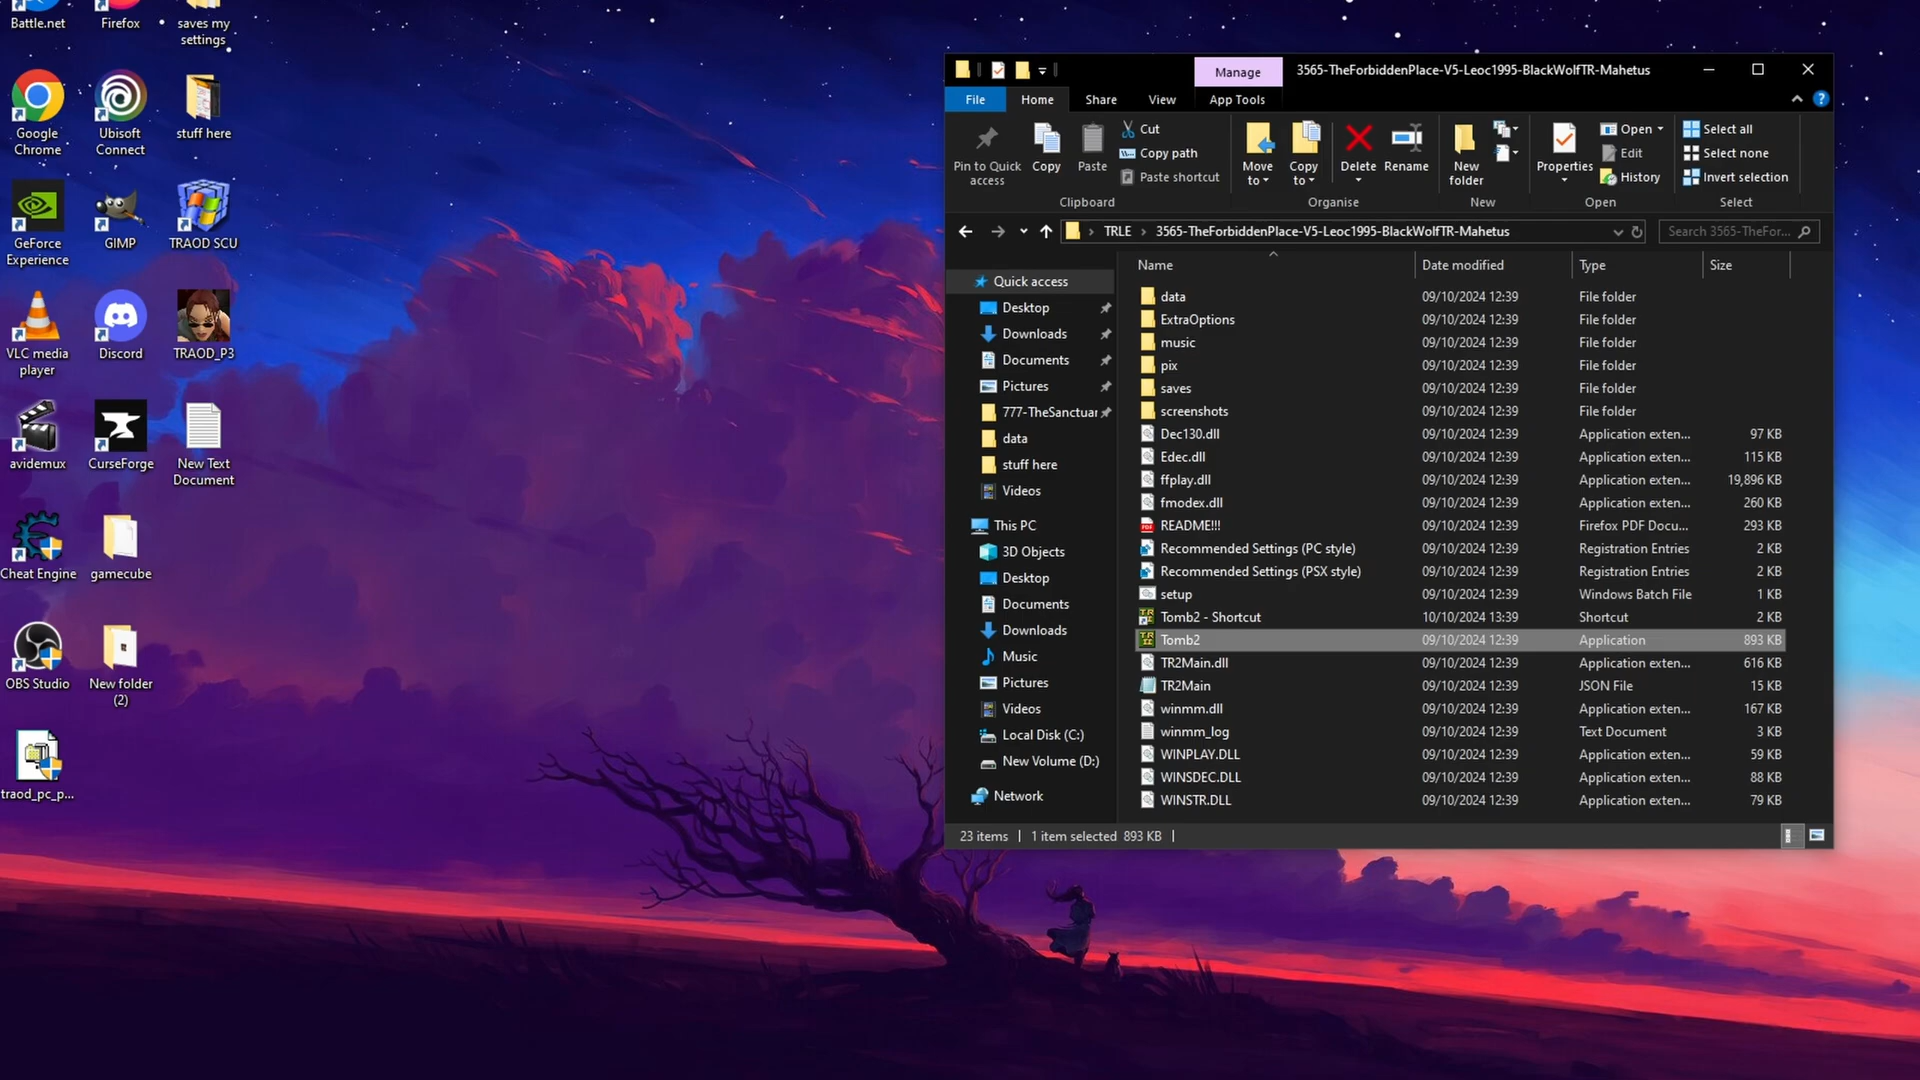 Battle.net
Firefox
saves my
settings
Google
Chrome
Ubisoft
Connect
stuff here
GeForce
Experience
GIMP
TRAOD SCU
VLC media
player
Discord
TRAOD_P3
avidemux
CurseForge
New Text
Document
Cheat Engine
gamecube
OBS Studio
New folder
(2)
traod_pc_p...
Manage
3565-TheForbiddenPlace-V5-Leoc1995-BlackWolfTR-Mahetus
File
Home
Share
View
App Tools
Pin to Quick
access
Copy
Paste
Cut
Copy path
Paste shortcut
Clipboard
Move
to
Copy
to
Delete
Rename
Organise
New
folder
New
Properties
Open
Edit
History
Open
Select all
Select none
Invert selection
Select
TRLE > 3565-TheForbiddenPlace-V5-Leoc1995-BlackWolfTR-Mahetus
Search 3565-TheFor...
Quick access
Desktop
Downloads
Documents
Pictures
777-TheSanctuar
data
stuff here
Videos
This PC
3D Objects
Desktop
Documents
Downloads
Music
Pictures
Videos
Local Disk (C:)
New Volume (D:)
Network
Name Date modified Type Size
data 09/10/2024 12:39 File folder
ExtraOptions 09/10/2024 12:39 File folder
music 09/10/2024 12:39 File folder
pix 09/10/2024 12:39 File folder
saves 09/10/2024 12:39 File folder
screenshots 09/10/2024 12:39 File folder
Dec130.dll 09/10/2024 12:39 Application exten... 97 KB
Edec.dll 09/10/2024 12:39 Application exten... 115 KB
ffplay.dll 09/10/2024 12:39 Application exten... 19,896 KB
fmodex.dll 09/10/2024 12:39 Application exten... 260 KB
README!!! 09/10/2024 12:39 Firefox PDF Docu... 293 KB
Recommended Settings (PC style) 09/10/2024 12:39 Registration Entries 2 KB
Recommended Settings (PSX style) 09/10/2024 12:39 Registration Entries 2 KB
setup 09/10/2024 12:39 Windows Batch File 1 KB
Tomb2 - Shortcut 10/10/2024 13:39 Shortcut 2 KB
Tomb2 09/10/2024 12:39 Application 893 KB
TR2Main.dll 09/10/2024 12:39 Application exten... 616 KB
TR2Main 09/10/2024 12:39 JSON File 15 KB
winmm.dll 09/10/2024 12:39 Application exten... 167 KB
winmm_log 09/10/2024 12:39 Text Document 3 KB
WINPLAY.DLL 09/10/2024 12:39 Application exten... 59 KB
WINSDEC.DLL 09/10/2024 12:39 Application exten... 88 KB
WINSTR.DLL 09/10/2024 12:39 Application exten... 79 KB
23 items | 1 item selected 893 KB |